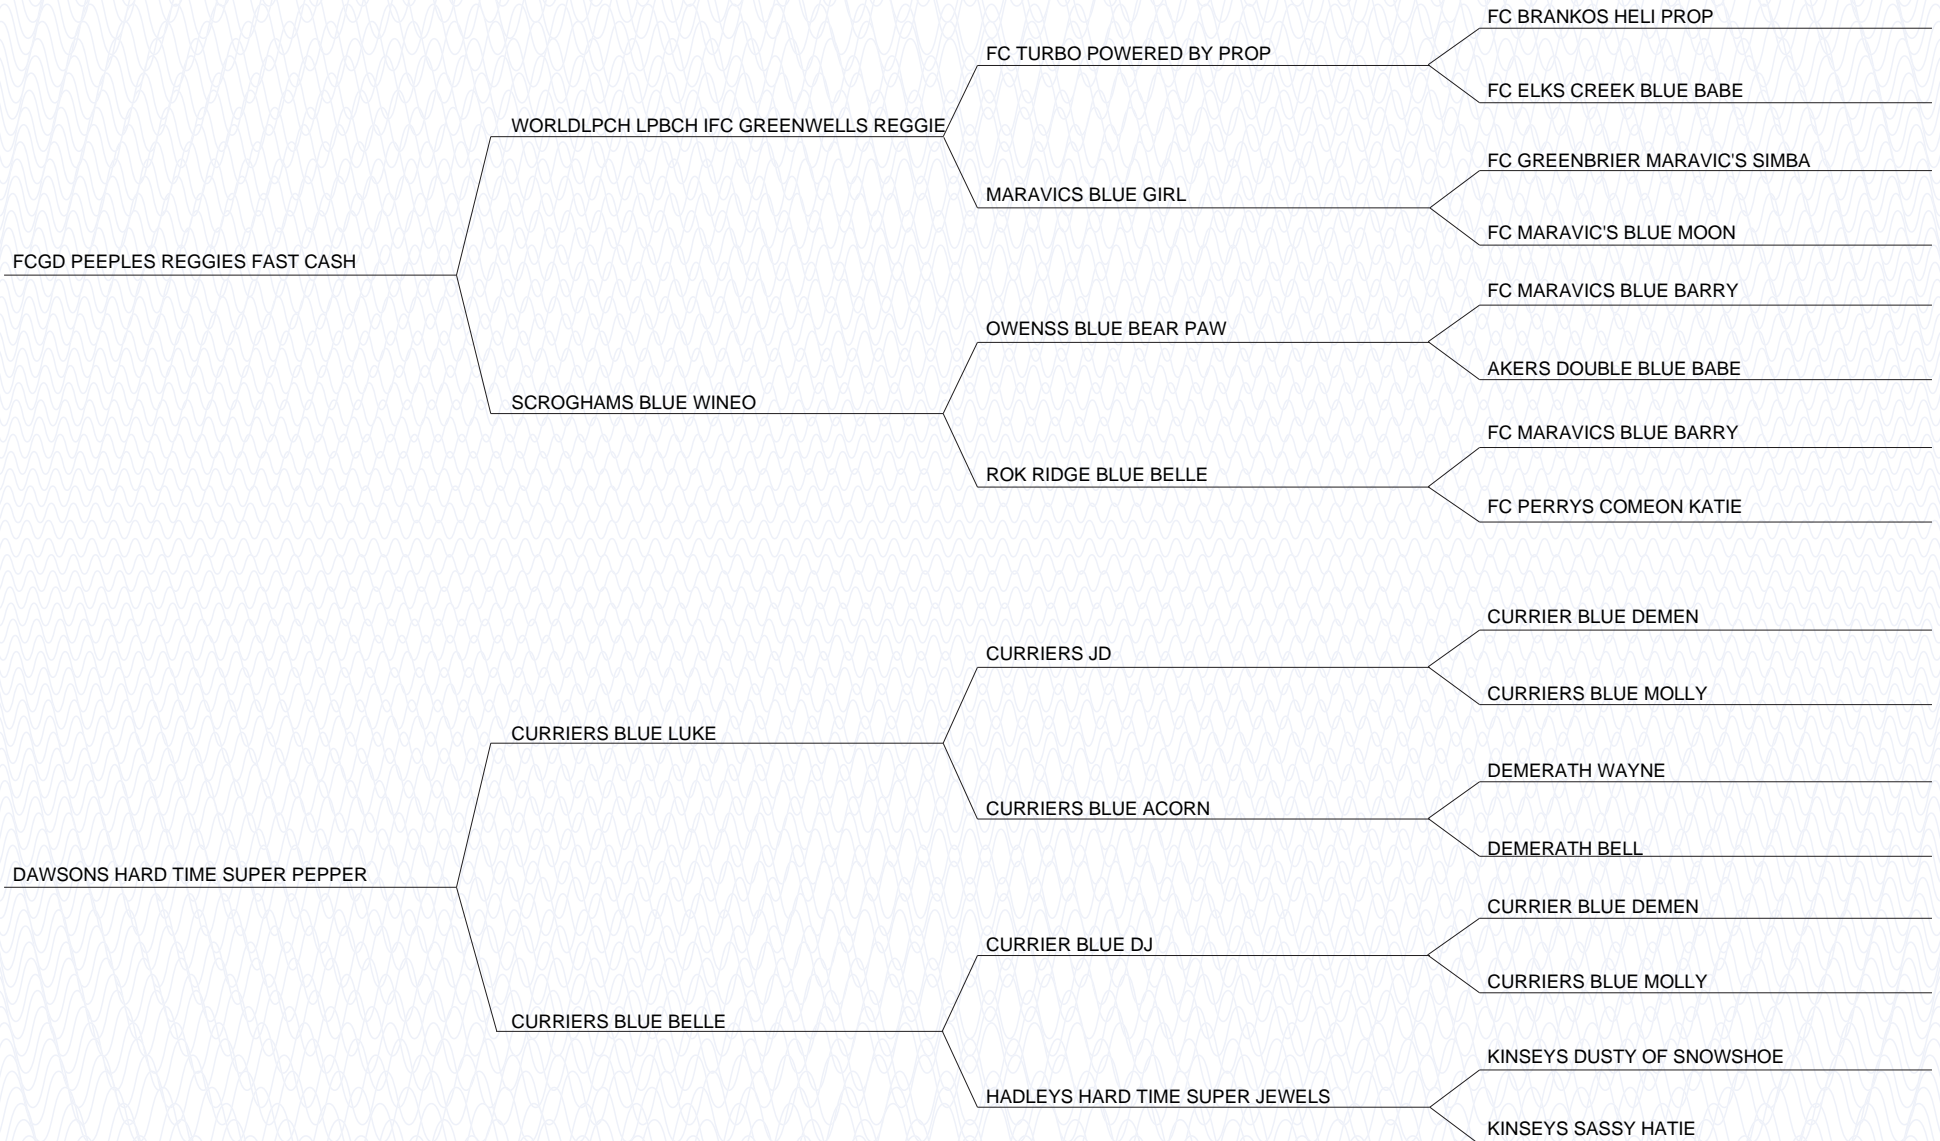 FC BRANKOS HELI PROP
FC TURBO POWERED BY PROP
FC ELKS CREEK BLUE BABE
WORLDLPCH LPBCH IFC GREENWELLS REGGIE
FC GREENBRIER MARAVIC'S SIMBA
MARAVICS BLUE GIRL
FC MARAVIC'S BLUE MOON
FCGD PEEPLES REGGIES FAST CASH
FC MARAVICS BLUE BARRY
OWENSS BLUE BEAR PAW
AKERS DOUBLE BLUE BABE
SCROGHAMS BLUE WINEO
FC MARAVICS BLUE BARRY
ROK RIDGE BLUE BELLE
FC PERRYS COMEON KATIE
CURRIER BLUE DEMEN
CURRIERS JD
CURRIERS BLUE MOLLY
CURRIERS BLUE LUKE
DEMERATH WAYNE
CURRIERS BLUE ACORN
DEMERATH BELL
DAWSONS HARD TIME SUPER PEPPER
CURRIER BLUE DEMEN
CURRIER BLUE DJ
CURRIERS BLUE MOLLY
CURRIERS BLUE BELLE
KINSEYS DUSTY OF SNOWSHOE
HADLEYS HARD TIME SUPER JEWELS
KINSEYS SASSY HATIE